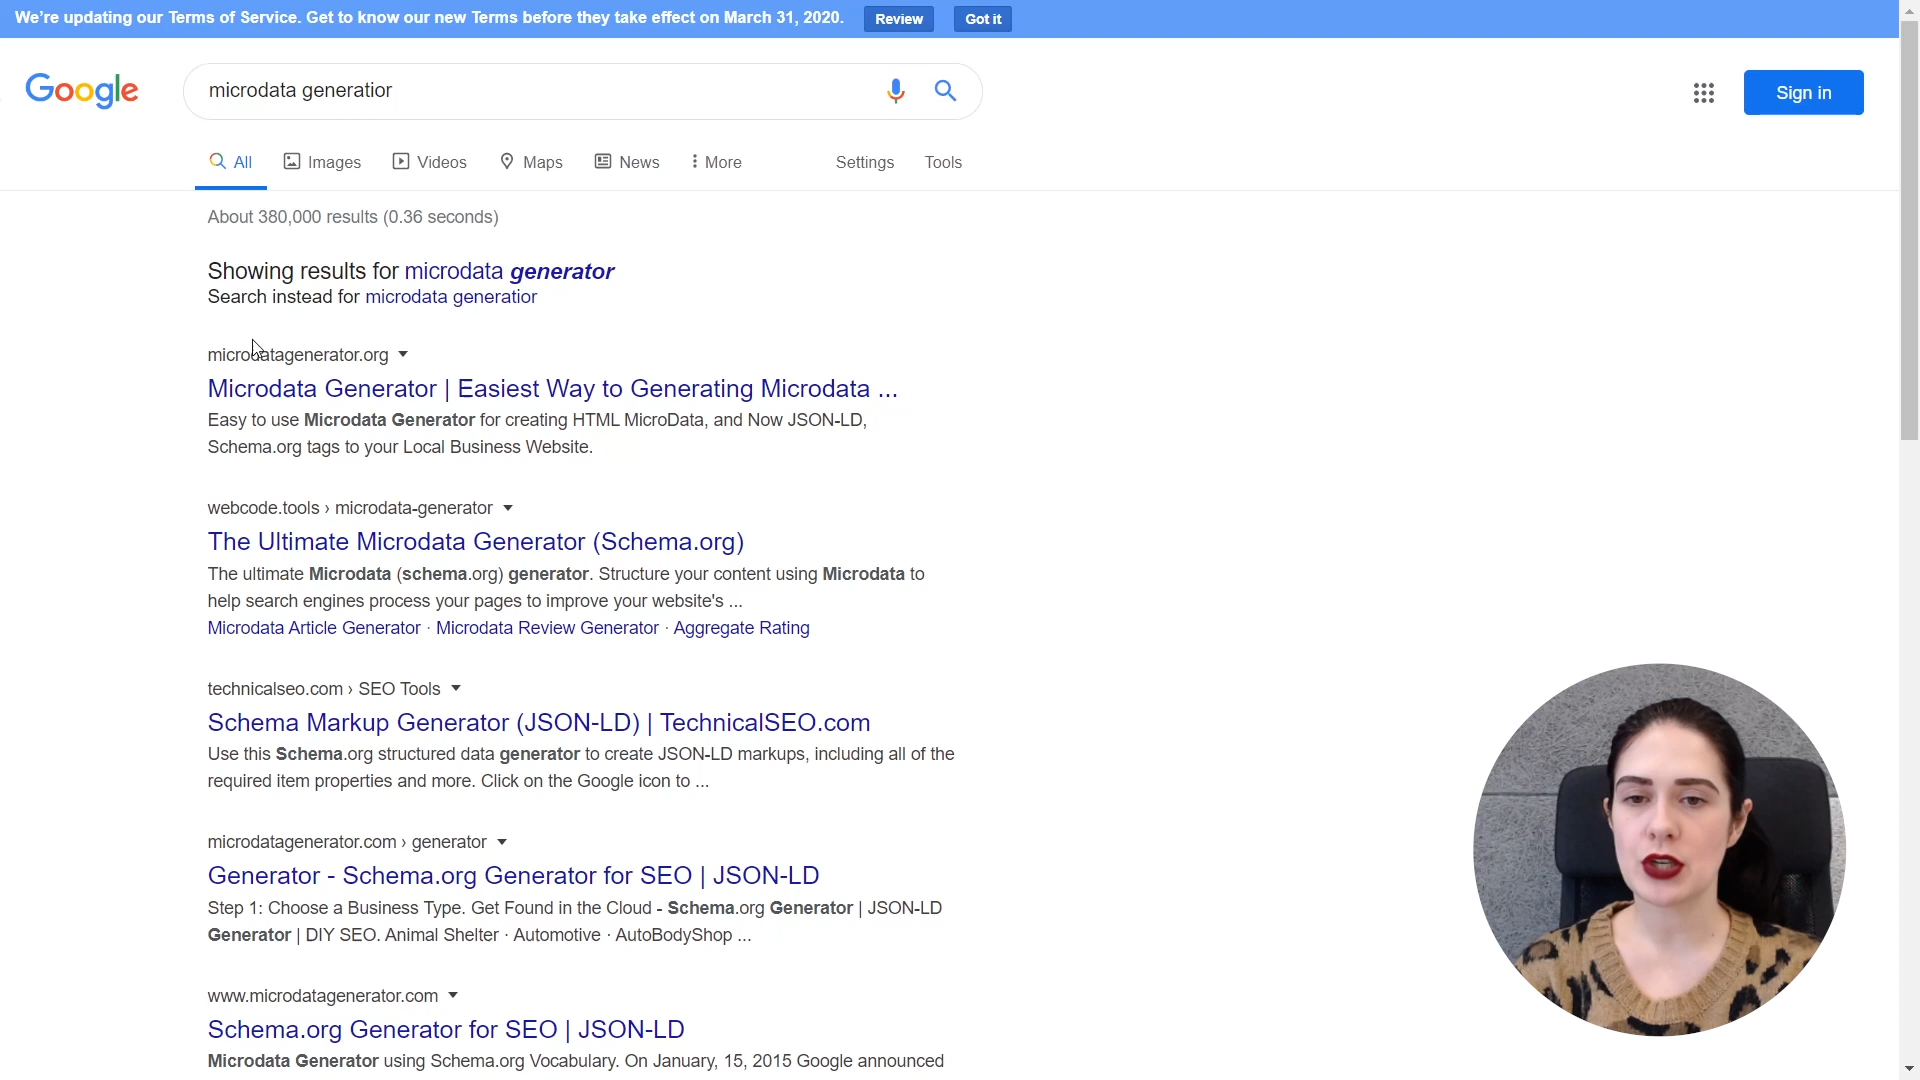 We're updating our Terms of Service. Get to know our new Terms before they take effect on March 31, 2020. Review Got it
Google microdata generatior Sign in
All Images Videos Maps News More Settings Tools
About 380,000 results (0.36 seconds)
Showing results for microdata generator
Search instead for microdata generatior
microdatagenerator.org
Microdata Generator | Easiest Way to Generating Microdata ...
Easy to use Microdata Generator for creating HTML MicroData, and Now JSON-LD,
Schema.org tags to your Local Business Website.
webcode.tools › microdata-generator
The Ultimate Microdata Generator (Schema.org)
The ultimate Microdata (schema.org) generator. Structure your content using Microdata to
help search engines process your pages to improve your website's ...
Microdata Article Generator · Microdata Review Generator · Aggregate Rating
technicalseo.com › SEO Tools
Schema Markup Generator (JSON-LD) | TechnicalSEO.com
Use this Schema.org structured data generator to create JSON-LD markups, including all of the
required item properties and more. Click on the Google icon to ...
microdatagenerator.com › generator
Generator - Schema.org Generator for SEO | JSON-LD
Step 1: Choose a Business Type. Get Found in the Cloud - Schema.org Generator | JSON-LD
Generator | DIY SEO. Animal Shelter · Automotive · AutoBodyShop ...
www.microdatagenerator.com
Schema.org Generator for SEO | JSON-LD
Microdata Generator using Schema.org Vocabulary. On January, 15, 2015 Google announced